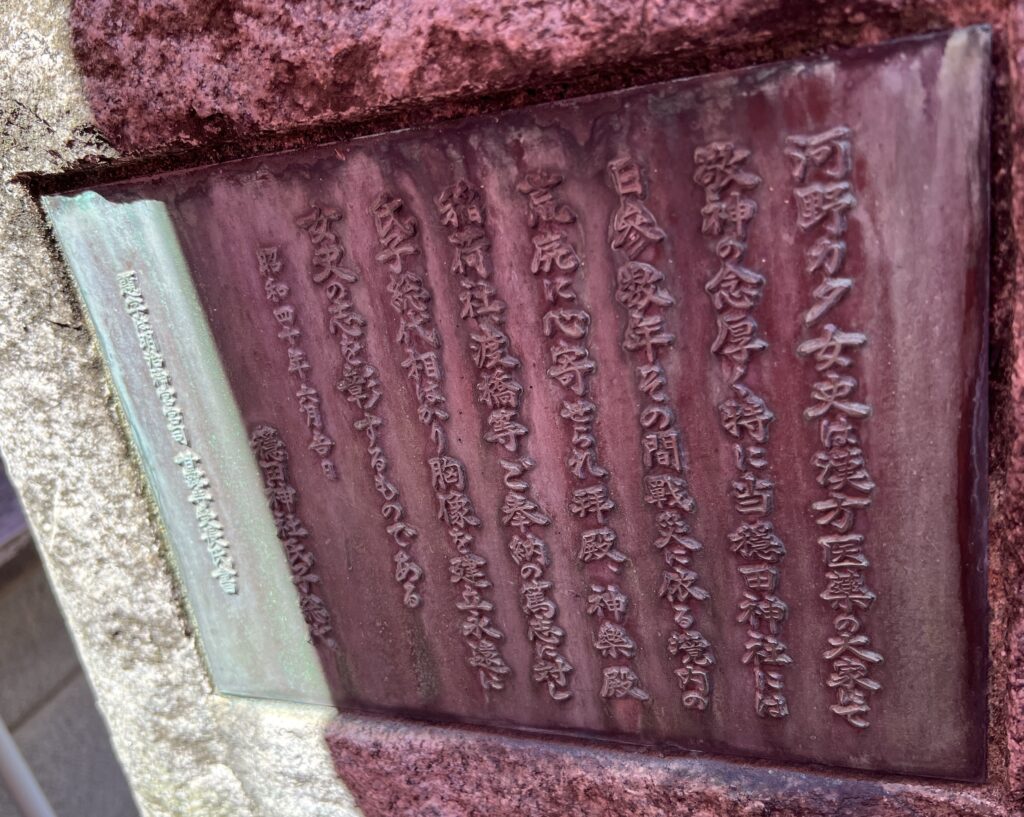 河野カタ女史は漢方医薬の大家にて
敬神の念厚く特に当穏田神社には
日参数年その間戦災に依る境内の
荒廃に心を寄せられ拝殿、神楽殿
稲荷社渡橋等ご奉納の篤志に対し
氏子総代相はかり胸像を建立永遠に
女史の志を彰するものである
昭和四十年六月吉日
穏田神社氏子総代